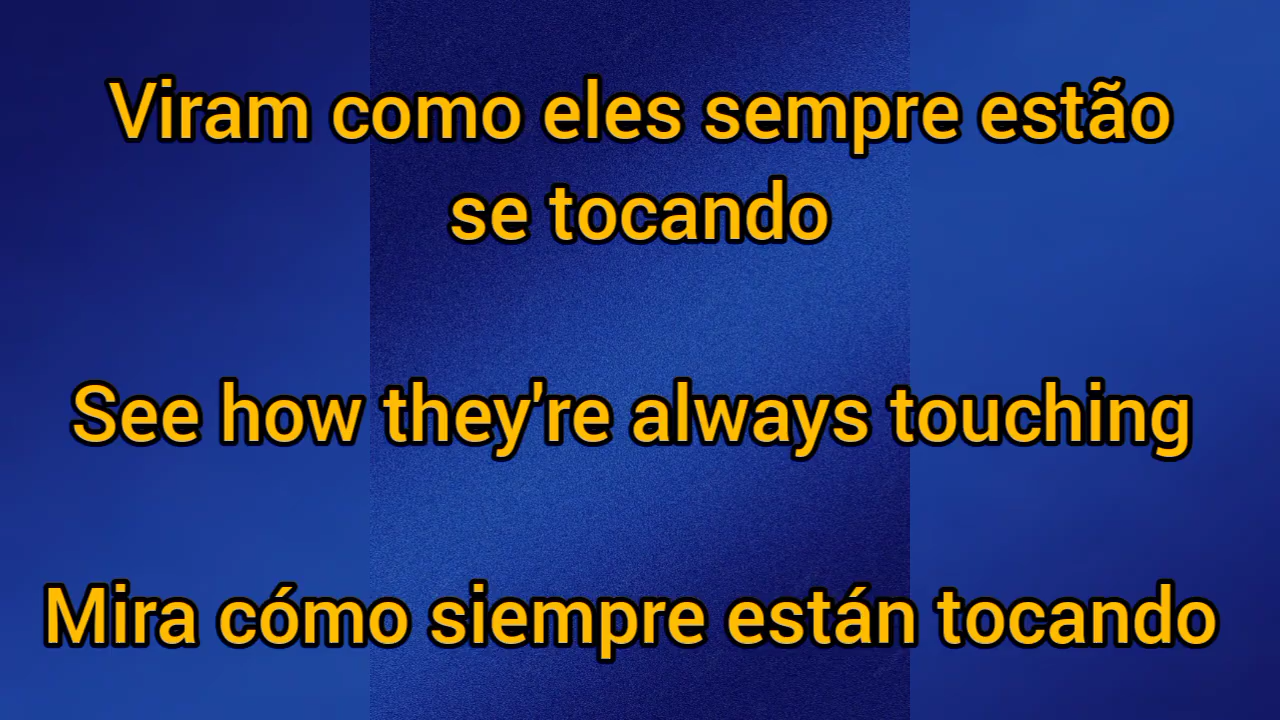 Viram como eles sempre estão
se tocando
See how they're always touching
Mira cómo siempre están tocando